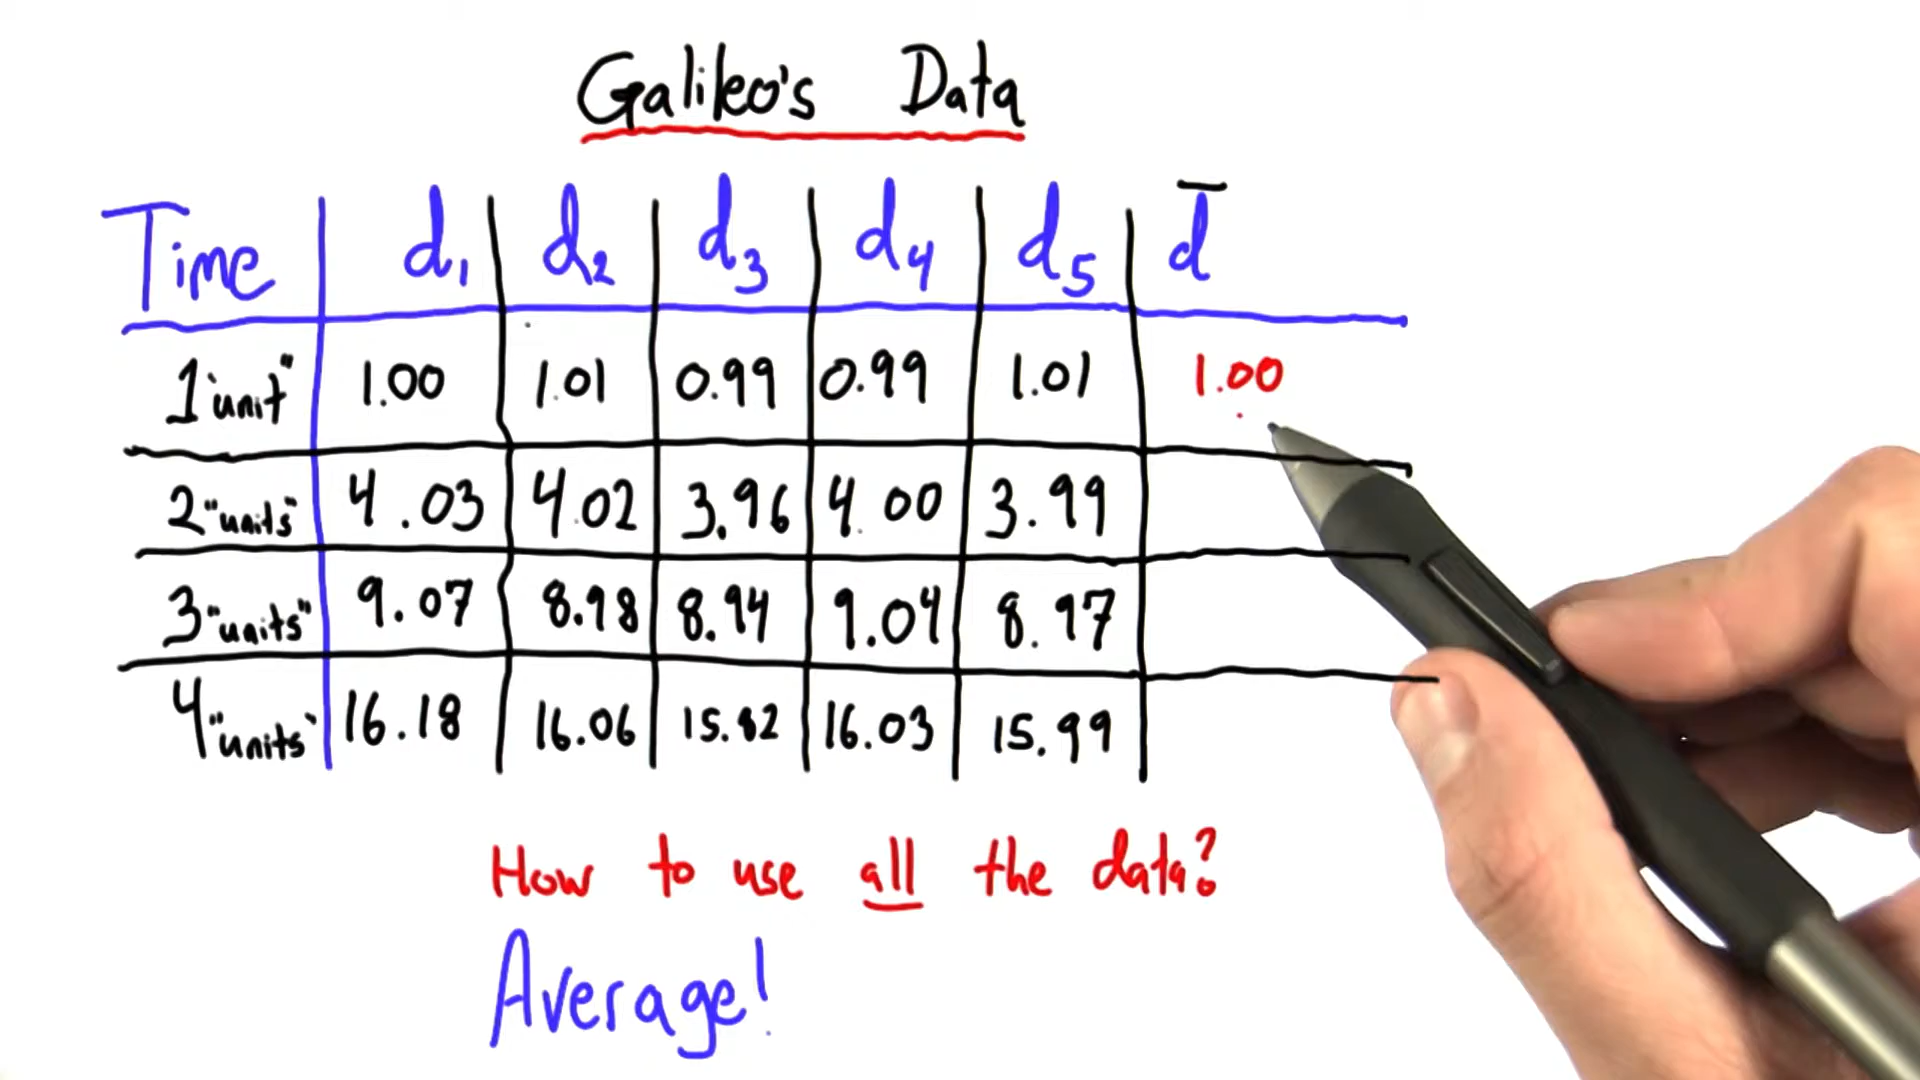 Galileo's Data
Time d1 d2 d3 d4 d5 d̅
1 "unit" 1.00 1.01 0.99 0.99 1.01 1.00
2 "units" 4.03 4.02 3.96 4.00 3.99
3 "units" 9.07 8.98 8.94 9.04 8.97
4 "units" 16.18 16.06 15.82 16.03 15.99
How to use all the data?
Average!